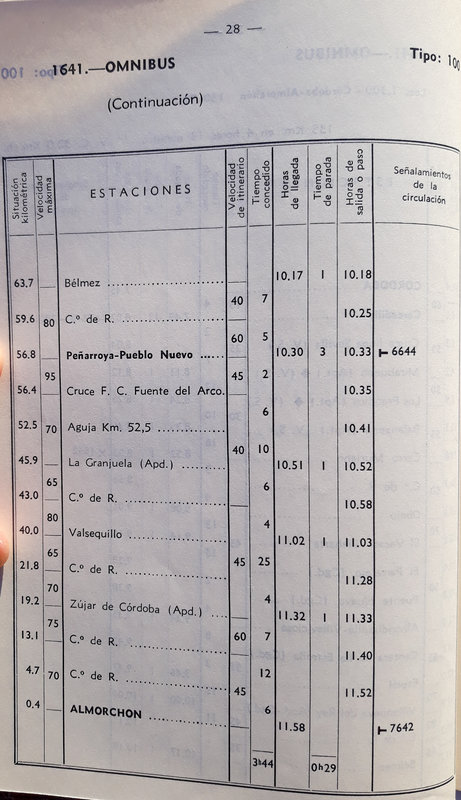 — 28 —
1641.—OMNIBUS
Tipo: 100
(Continuación)
Situación kilométrica
Velocidad máxima
ESTACIONES
Velocidad de itinerario
Tiempo concedido
Horas de llegada
Tiempo de parada
Horas de salida o paso
Señalamientos
de la
circulación
63.7 Bélmez 10.17 1 10.18
40 7
59.6 80 C.º de R. 10.25
60 5
56.8 Peñarroya-Pueblo Nuevo 10.30 3 10.33 6644
95 45 2
56.4 Cruce F. C. Fuente del Arco. 10.35
6
52.5 70 Aguja Km. 52,5 10.41
40 10
45.9 La Granjuela (Apd.) 10.51 1 10.52
65 6
43.0 C.º de R. 10.58
80 4
40.0 Valsequillo 11.02 1 11.03
65 45 25
21.8 C.º de R. 11.28
70 4
19.2 Zújar de Córdoba (Apd.) 11.32 1 11.33
75 60 7
13.1 C.º de R. 11.40
12
4.7 70 C.º de R. 11.52
45 6
0.4 ALMORCHON 11.58 7642
3h44 0h29